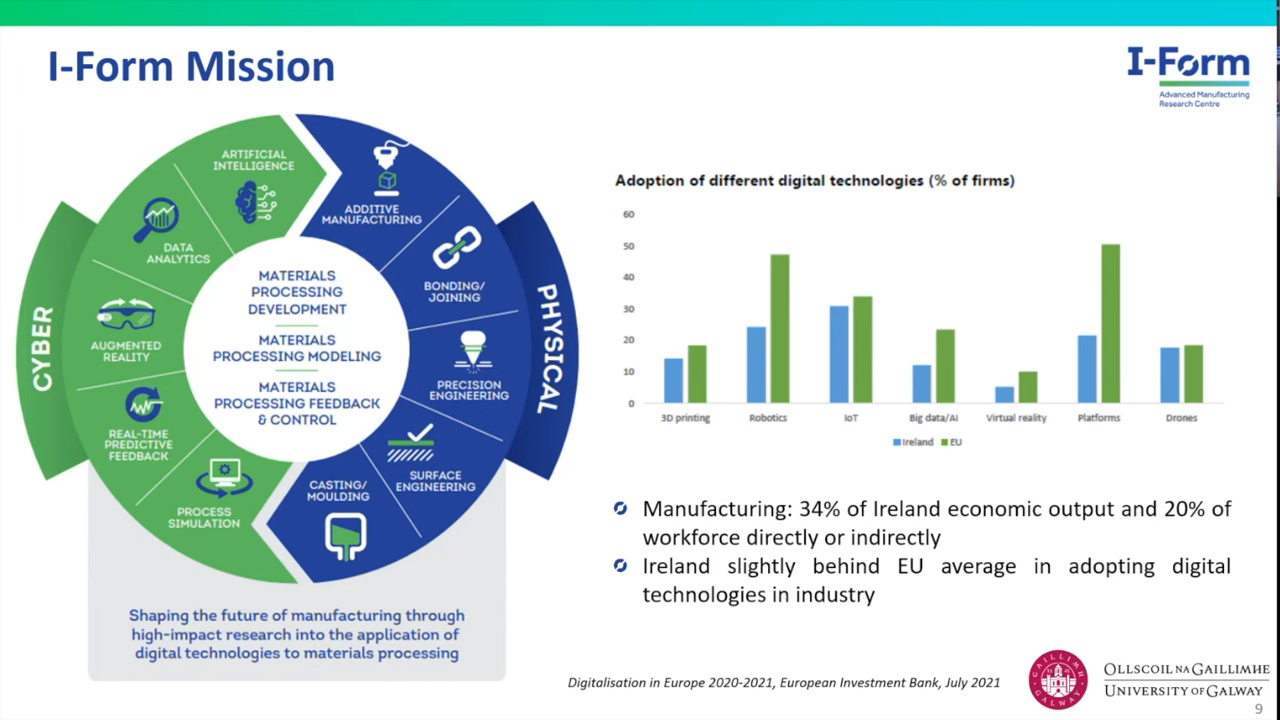 I-Form Mission
I-Form
Advanced Manufacturing
Research Centre
ARTIFICIAL
INTELLIGENCE
DATA
ANALYTICS
AUGMENTED
REALITY
REAL-TIME
PREDICTIVE
FEEDBACK
PROCESS
SIMULATION
CYBER
ADDITIVE
MANUFACTURING
BONDING/
JOINING
PRECISION
ENGINEERING
SURFACE
ENGINEERING
CASTING/
MOULDING
PHYSICAL
MATERIALS
PROCESSING
DEVELOPMENT
MATERIALS
PROCESSING MODELING
MATERIALS
PROCESSING FEEDBACK
& CONTROL
Shaping the future of manufacturing through
high-impact research into the application of
digital technologies to materials processing
Adoption of different digital technologies (% of firms)
60
50
40
30
20
10
0
3D printing Robotics IoT Big data/AI Virtual reality Platforms Drones
Ireland EU
Manufacturing: 34% of Ireland economic output and 20% of
workforce directly or indirectly
Ireland slightly behind EU average in adopting digital
technologies in industry
Digitalisation in Europe 2020-2021, European Investment Bank, July 2021
GAILLIMH
GALWAY
OLLSCOIL NA GAILLIMHE
UNIVERSITY OF GALWAY
9